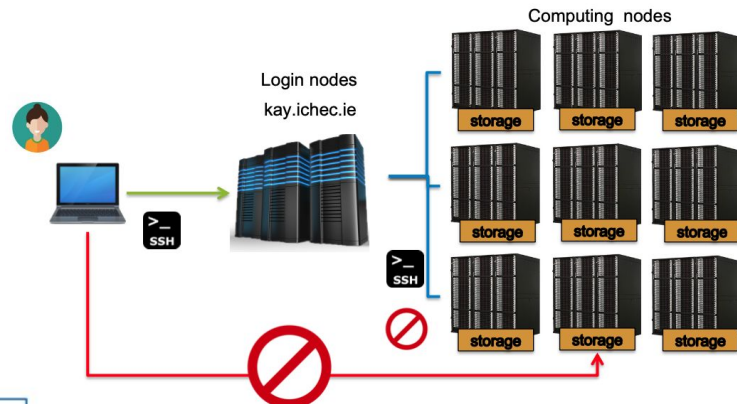 Computing nodes
Login nodes
kay.ichec.ie
storage
storage
storage
>_
SSH
storage
storage
storage
>_
SSH
storage
storage
storage